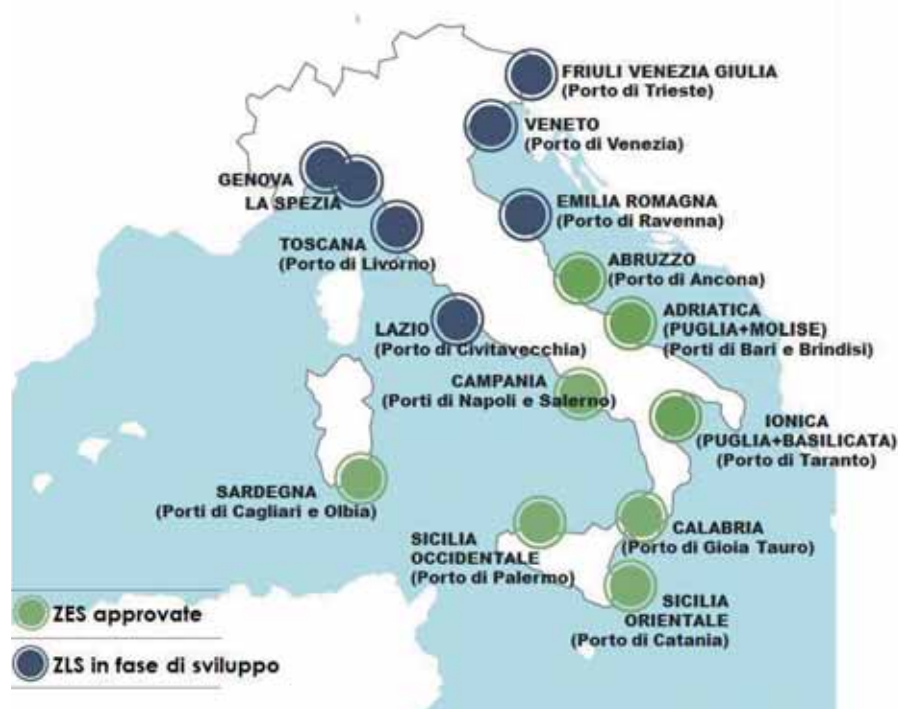 FRIULI VENEZIA GIULIA
(Porto di Trieste)
VENETO
(Porto di Venezia)
GENOVA
LA SPEZIA
EMILIA ROMAGNA
(Porto di Ravenna)
TOSCANA
(Porto di Livorno)
ABRUZZO
(Porto di Ancona)
ADRIATICA
(PUGLIA+MOLISE)
(Porti di Bari e Brindisi)
LAZIO
(Porto di Civitavecchia)
CAMPANIA
(Porti di Napoli e Salerno)
IONICA
(PUGLIA+BASILICATA)
(Porto di Taranto)
SARDEGNA
(Porti di Cagliari e Olbia)
CALABRIA
(Porto di Gioia Tauro)
SICILIA
OCCIDENTALE
(Porto di Palermo)
SICILIA
ORIENTALE
(Porto di Catania)
ZES approvate
ZLS in fase di sviluppo